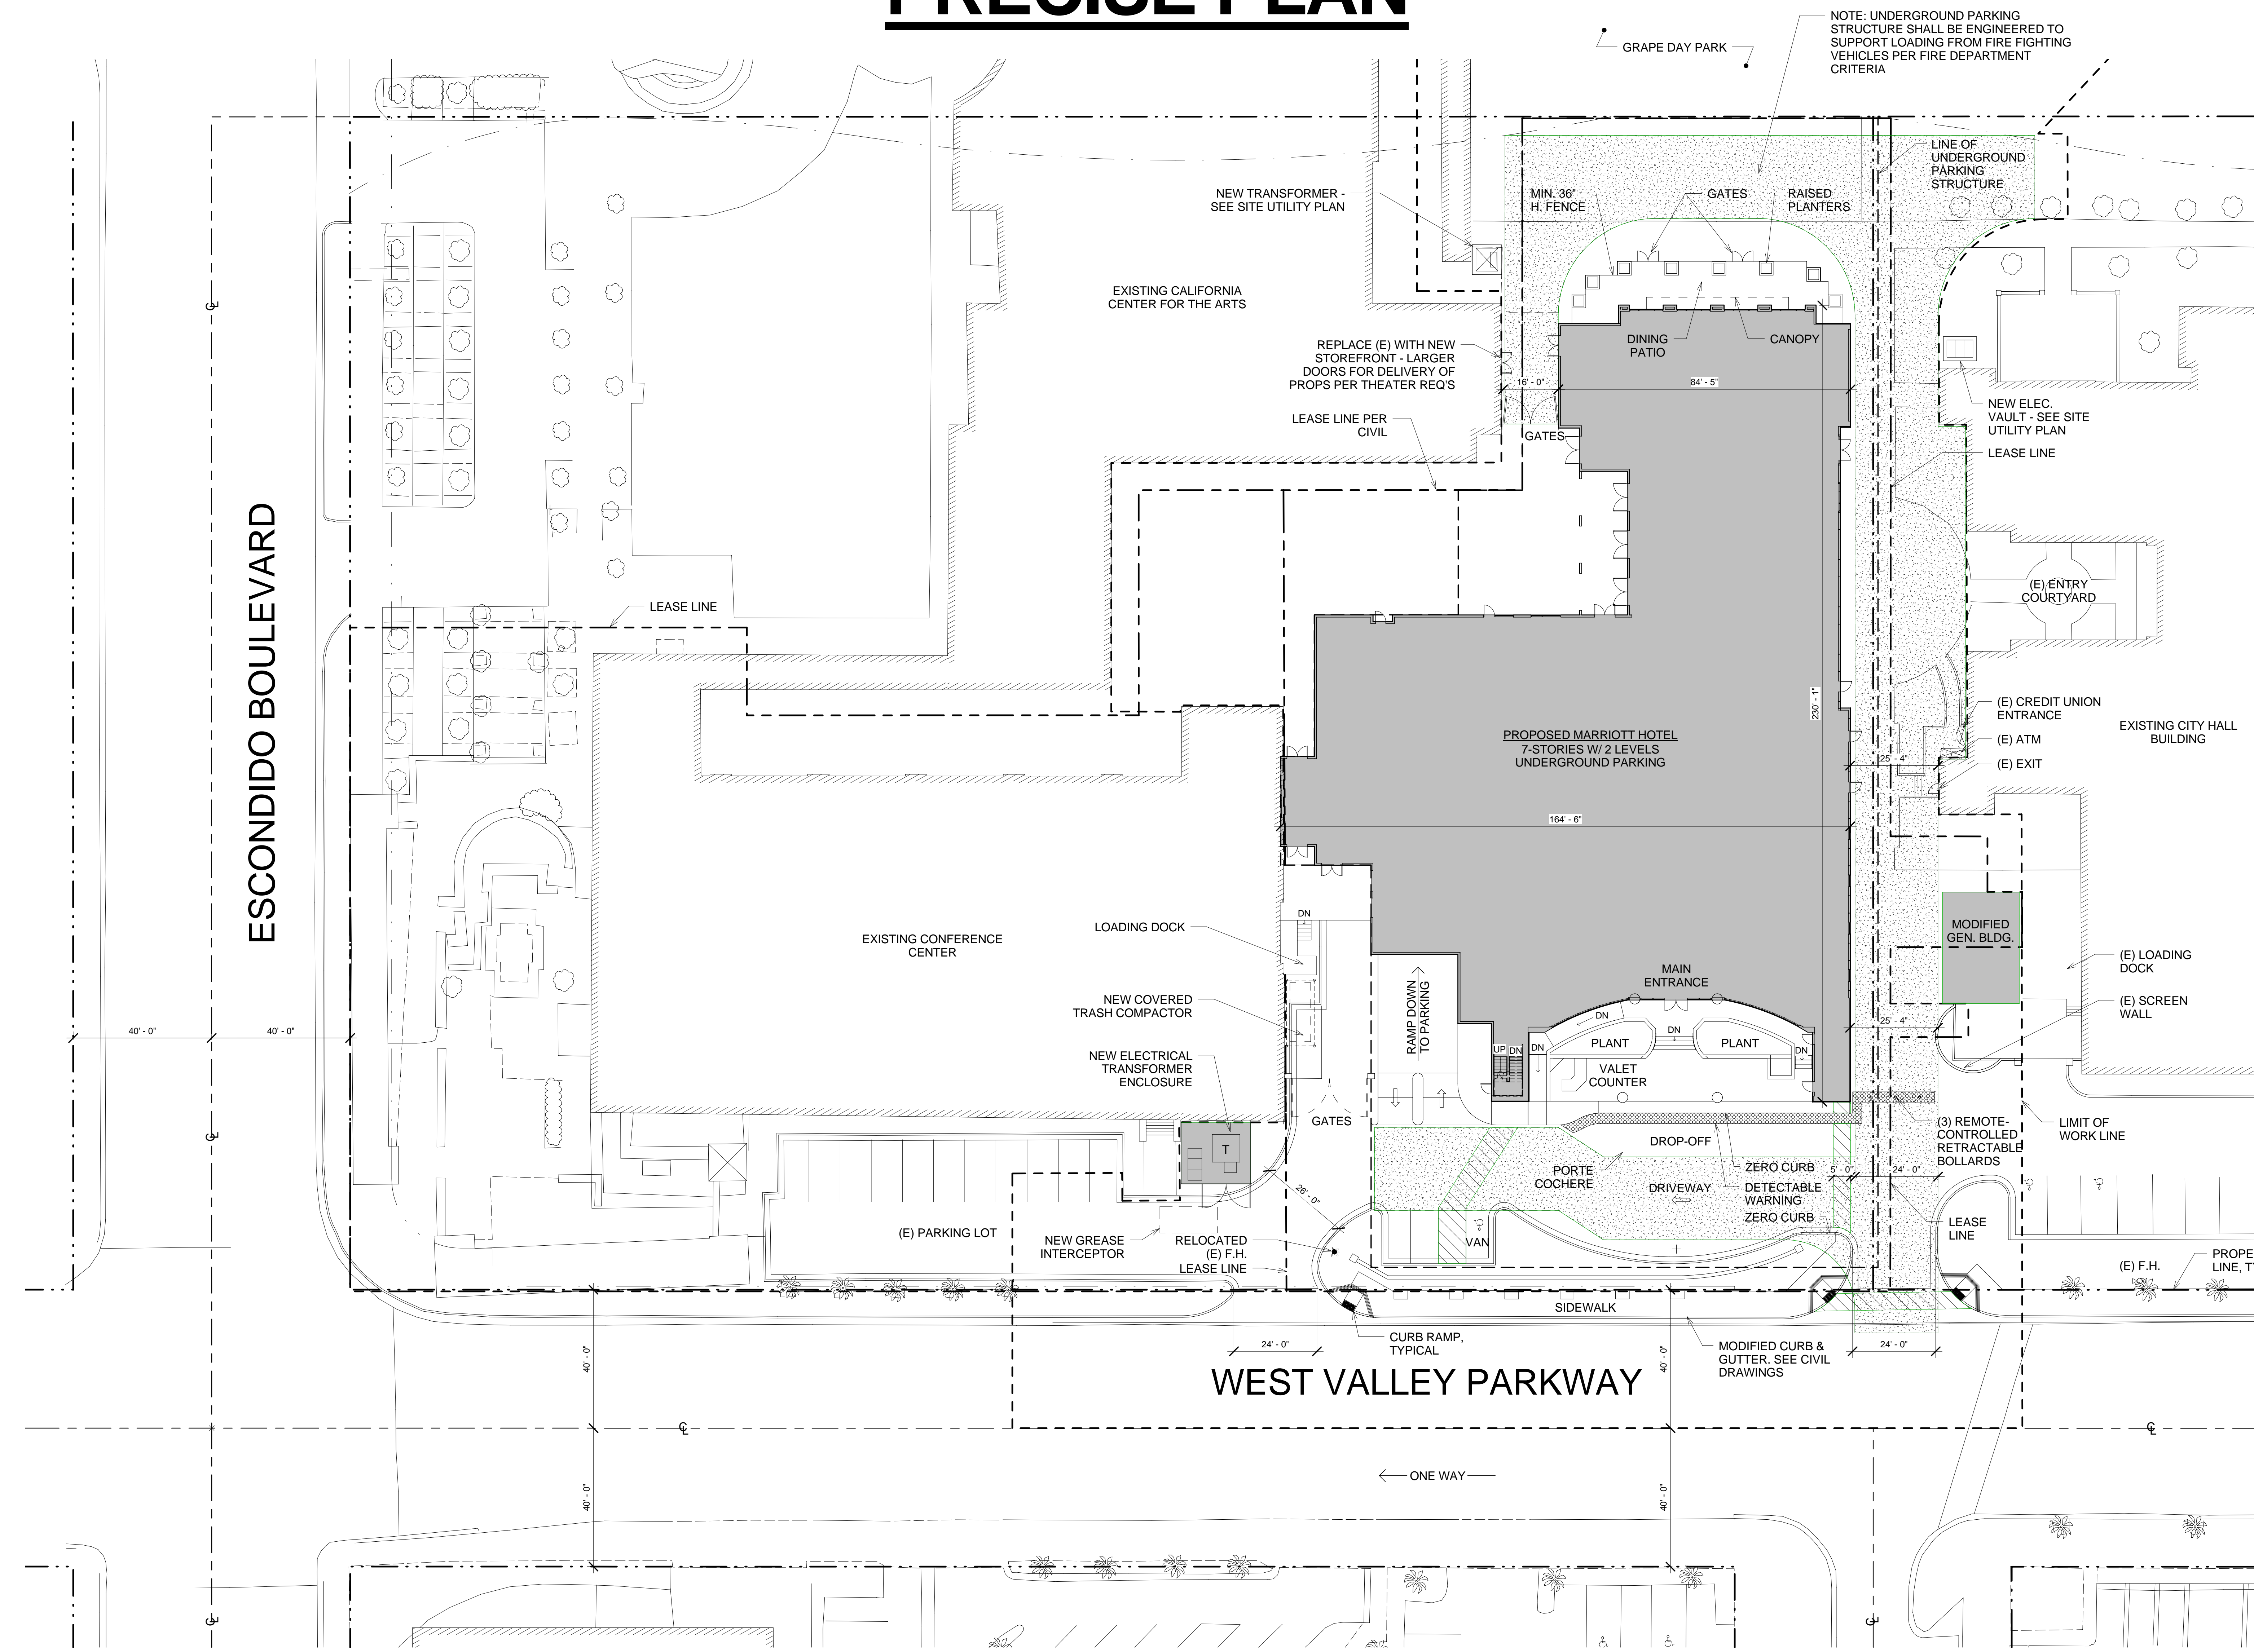 PRECISE PLAN
GRAPE DAY PARK
NOTE: UNDERGROUND PARKING
STRUCTURE SHALL BE ENGINEERED TO
SUPPORT LOADING FROM FIRE FIGHTING
VEHICLES PER FIRE DEPARTMENT
CRITERIA
LINE OF
UNDERGROUND
PARKING
STRUCTURE
NEW TRANSFORMER -
SEE SITE UTILITY PLAN
MIN. 36"
H. FENCE
GATES
RAISED
PLANTERS
EXISTING CALIFORNIA
CENTER FOR THE ARTS
DINING
PATIO
CANOPY
REPLACE (E) WITH NEW
STOREFRONT - LARGER
DOORS FOR DELIVERY OF
PROPS PER THEATER REQ'S
16' - 0"
84' - 5"
LEASE LINE PER
CIVIL
GATES
NEW ELEC.
VAULT - SEE SITE
UTILITY PLAN
LEASE LINE
ESCONDIDO BOULEVARD
LEASE LINE
(E) ENTRY
COURTYARD
230' - 1"
(E) CREDIT UNION
ENTRANCE
(E) ATM
(E) EXIT
EXISTING CITY HALL
BUILDING
PROPOSED MARRIOTT HOTEL
7-STORIES W/ 2 LEVELS
UNDERGROUND PARKING
25' - 4"
164' - 6"
EXISTING CONFERENCE
CENTER
LOADING DOCK
DN
MODIFIED
GEN. BLDG.
(E) LOADING
DOCK
NEW COVERED
TRASH COMPACTOR
RAMP DOWN
TO PARKING
MAIN
ENTRANCE
(E) SCREEN
WALL
40' - 0"
40' - 0"
25' - 4"
DN
DN
PLANT
PLANT
UP
DN
DN
DN
NEW ELECTRICAL
TRANSFORMER
ENCLOSURE
VALET
COUNTER
GATES
T
DROP-OFF
(3) REMOTE-
CONTROLLED
RETRACTABLE
BOLLARDS
LIMIT OF
WORK LINE
PORTE
COCHERE
ZERO CURB
5' - 0"
24' - 0"
DRIVEWAY
DETECTABLE
WARNING
ZERO CURB
26' - 0"
(E) PARKING LOT
NEW GREASE
INTERCEPTOR
RELOCATED
(E) F.H.
LEASE LINE
VAN
LEASE
LINE
(E) F.H.
PROPE
LINE, T
SIDEWALK
CURB RAMP,
TYPICAL
24' - 0"
MODIFIED CURB &
GUTTER. SEE CIVIL
DRAWINGS
24' - 0"
40' - 0"
40' - 0"
WEST VALLEY PARKWAY
ONE WAY
40' - 0"
40' - 0"